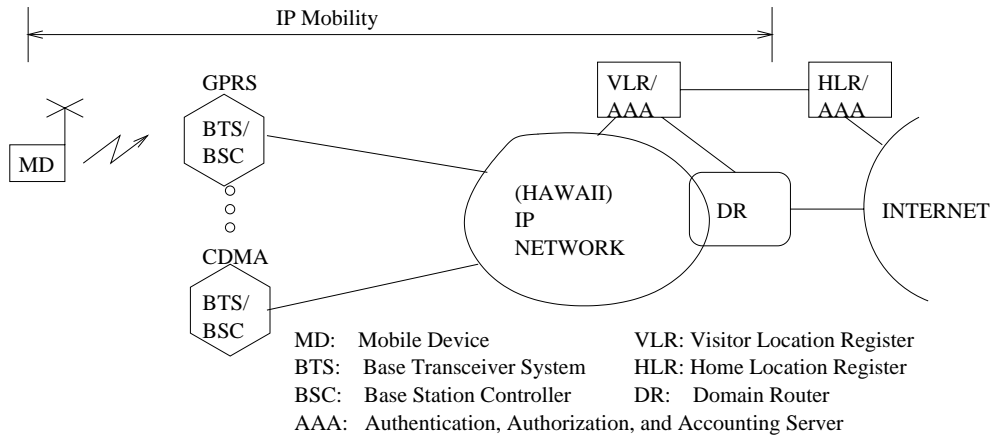 IP Mobility
GPRS
VLR/
AAA
HLR/
AAA
BTS/
BSC
MD
(HAWAII)
IP
NETWORK
DR
INTERNET
CDMA
BTS/
BSC
MD: Mobile Device
VLR: Visitor Location Register
BTS: Base Transceiver System
HLR: Home Location Register
BSC: Base Station Controller
DR: Domain Router
AAA: Authentication, Authorization, and Accounting Server